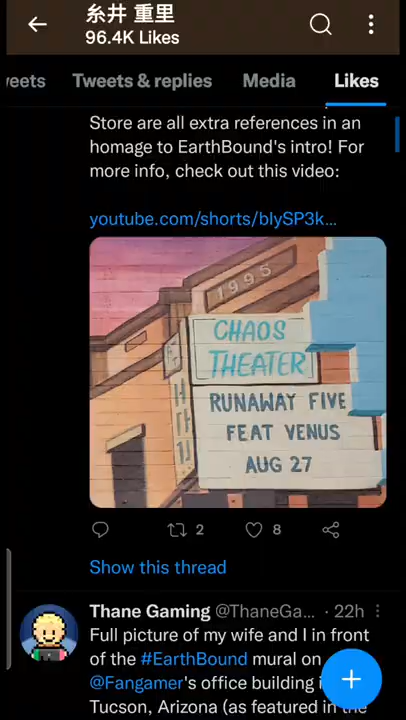 糸井 重里
96.4K Likes
eets
Tweets & replies
Media
Likes
Store are all extra references in an
homage to EarthBound's intro! For
more info, check out this video:
youtube.com/shorts/bIySP3k...
1995
CHAOS
THEATER
RUNAWAY FIVE
FEAT VENUS
AUG 27
2
8
Show this thread
Thane Gaming @ThaneGa... · 22h
Full picture of my wife and I in front
of the #EarthBound mural on
@Fangamer's office building i
Tucson, Arizona (as featured in the